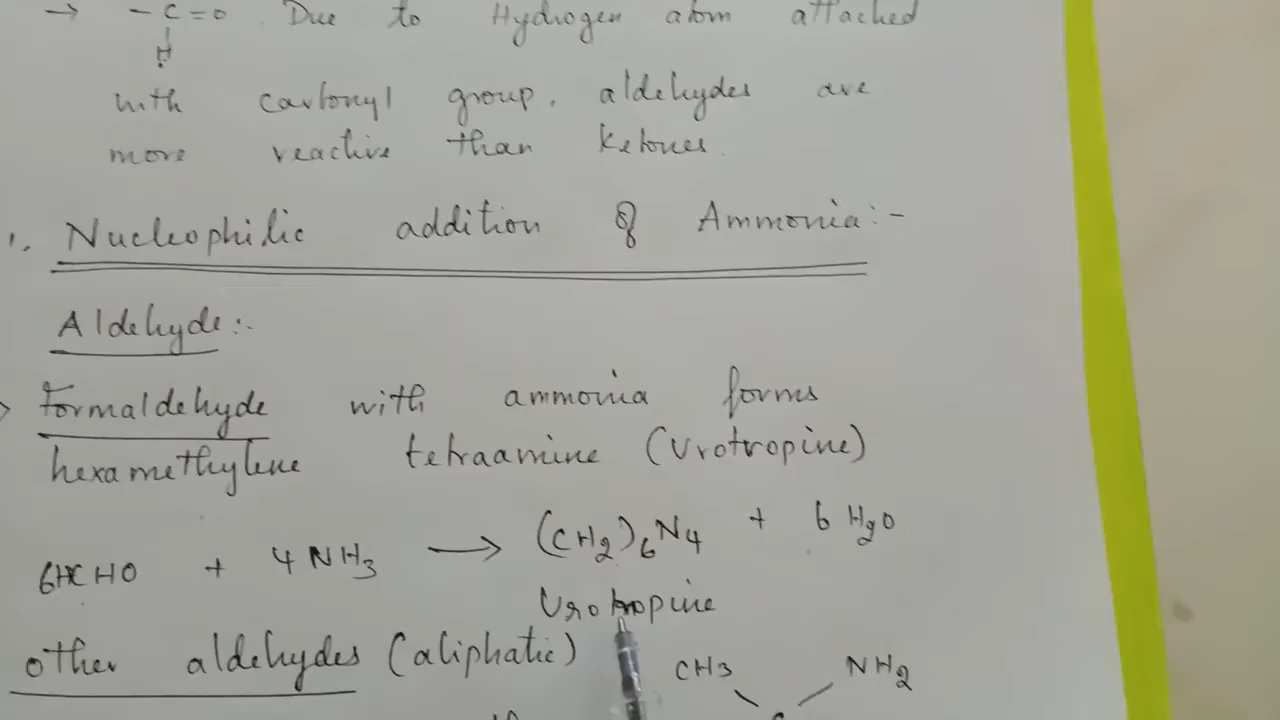 → -C=O. Due to Hydrogen atom attached
H
with carbonyl group, aldehydes are
more reactive than ketones.
1. Nucleophilic addition of Ammonia:-
Aldehyde:-
Formaldehyde with ammonia forms
hexamethylene tetraamine (Urotropine)
6HCHO + 4NH3 → (CH2)6N4 + 6H2O
Urotropine
other aldehydes (aliphatic)
CH3 NH2